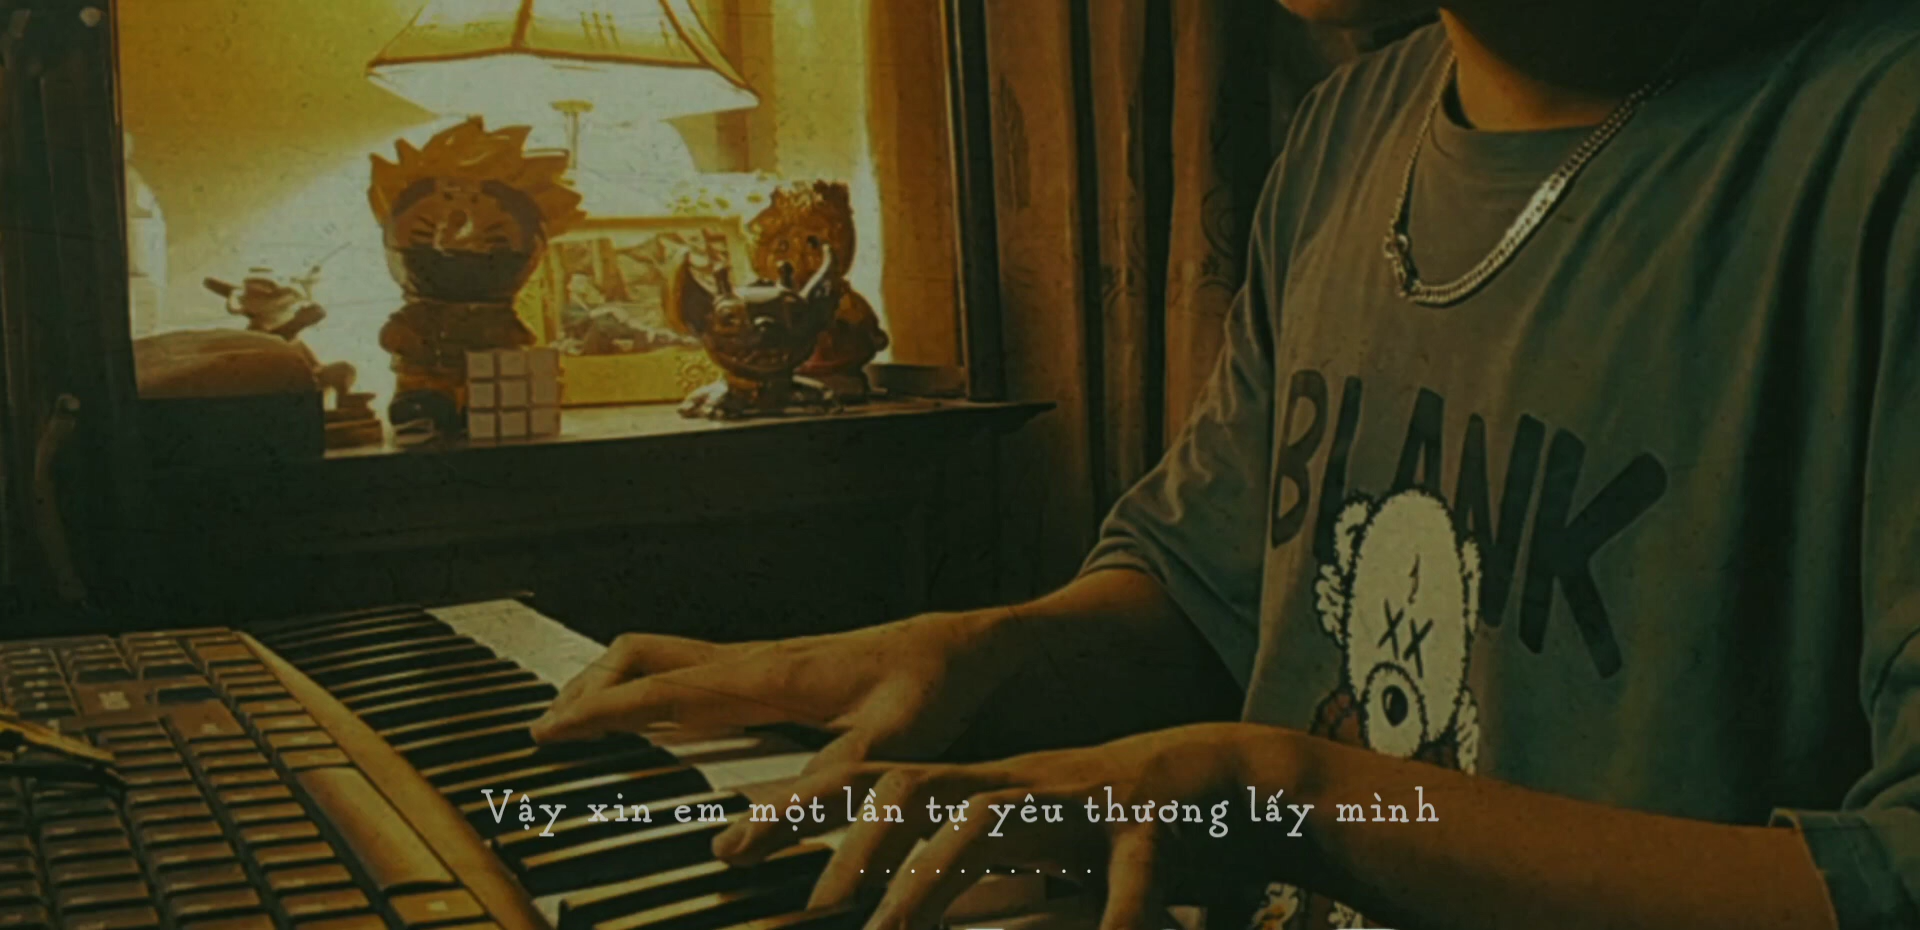 BLANK
Vậy xin em một lần tự yêu thương lấy mình
. . . . . . . . . .